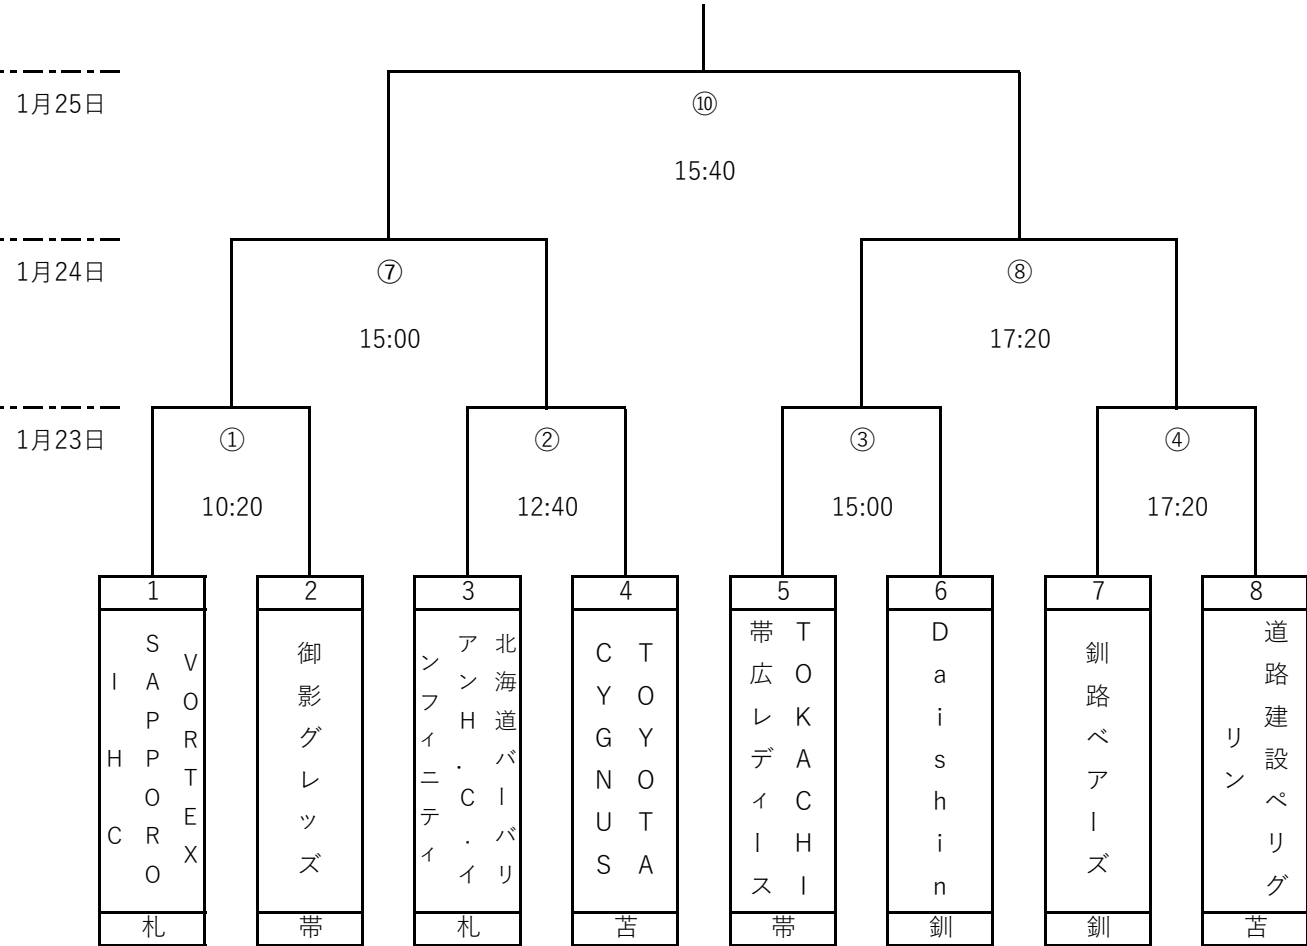 1月25日
⑩
15:40
1月24日
⑦
⑧
15:00
17:20
1月23日
①
②
③
④
10:20
12:40
15:00
17:20
1
2
3
4
5
6
7
8
VORTEX
SAPPORO
IHC
御影グレッズ
北海道バーバリ
アンH.C.イ
ンフィニティ
TOYOTA
CYGNUS
TOKACHI
帯広レディース
Daishin
釧路ベアーズ
道路建設ペリグ
リン
札
帯
札
苫
帯
釧
釧
苫